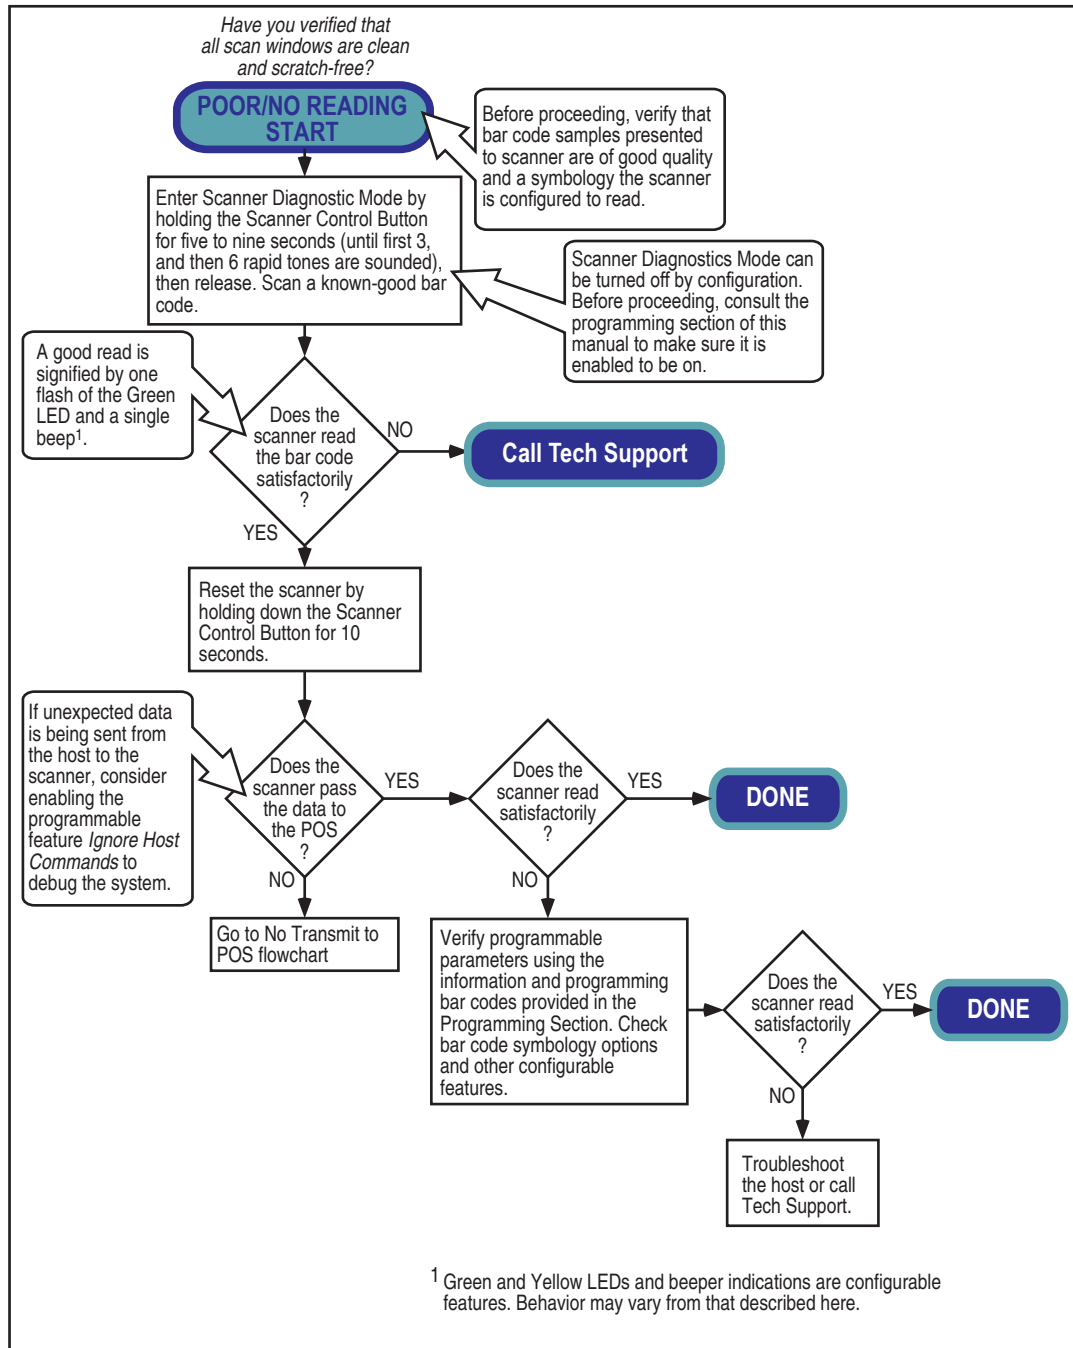 Have you verified that
all scan windows are clean
and scratch-free?
POOR/NO READING
START
Before proceeding, verify that
bar code samples presented
to scanner are of good quality
and a symbology the scanner
is configured to read.
Enter Scanner Diagnostic Mode by
holding the Scanner Control Button
for five to nine seconds (until first 3,
and then 6 rapid tones are sounded),
then release. Scan a known-good bar
code.
Scanner Diagnostics Mode can
be turned off by configuration.
Before proceeding, consult the
programming section of this
manual to make sure it is
enabled to be on.
A good read is
signified by one
flash of the Green
LED and a single
beep1.
Does the
scanner read
the bar code
satisfactorily
?
NO
Call Tech Support
YES
Reset the scanner by
holding down the Scanner
Control Button for 10
seconds.
If unexpected data
is being sent from
the host to the
scanner, consider
enabling the
programmable
feature Ignore Host
Commands to
debug the system.
Does the
scanner pass
the data to
the POS
?
YES
Does the
scanner read
satisfactorily
?
YES
DONE
NO
Go to No Transmit to
POS flowchart
NO
Verify programmable
parameters using the
information and programming
bar codes provided in the
Programming Section. Check
bar code symbology options
and other configurable
features.
Does the
scanner read
satisfactorily
?
YES
DONE
NO
Troubleshoot
the host or call
Tech Support.
1 Green and Yellow LEDs and beeper indications are configurable
features. Behavior may vary from that described here.